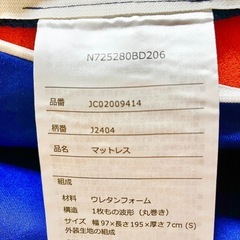 N725280BD206
品番 JC02009414
柄番 J2404
品名 マットレス
組成
材料 ウレタンフォーム
構造 1枚もの波形 (丸巻き)
サイズ 幅97×長さ195×厚さ7cm (S)
外装生地の組成